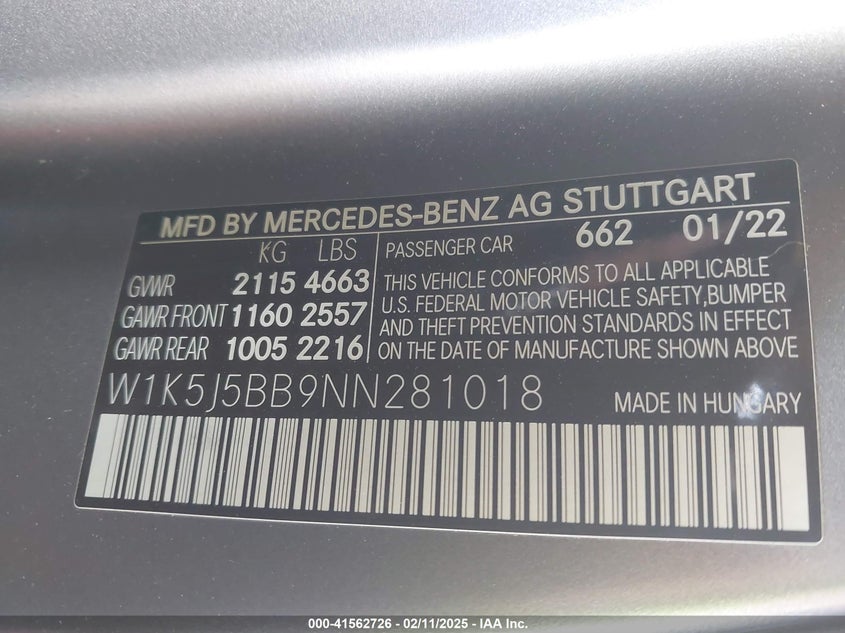 MFD BY MERCEDES-BENZ AG STUTTGART
KG LBS
GVWR 2115 4663
GAWR FRONT 1160 2557
GAWR REAR 1005 2216
PASSENGER CAR 662 01/22
THIS VEHICLE CONFORMS TO ALL APPLICABLE
U.S. FEDERAL MOTOR VEHICLE SAFETY,BUMPER
AND THEFT PREVENTION STANDARDS IN EFFECT
ON THE DATE OF MANUFACTURE SHOWN ABOVE
W1K5J5BB9NN281018 MADE IN HUNGARY
000-41562726 - 02/11/2025 - IAA Inc.